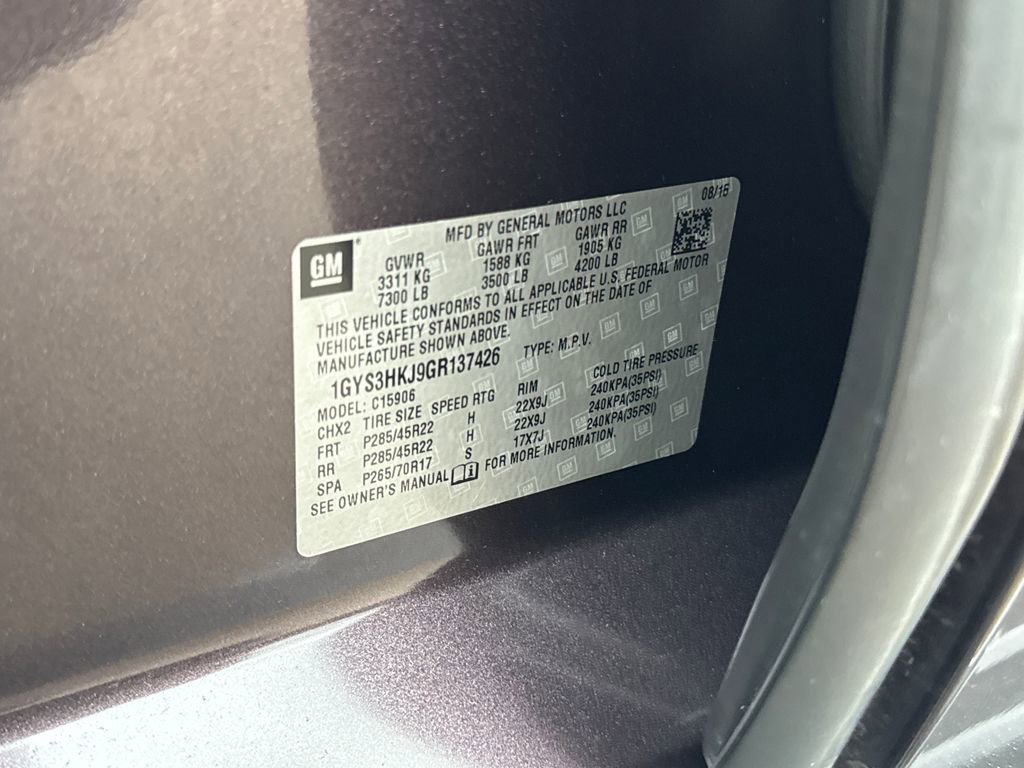 08/15
MFD BY GENERAL MOTORS LLC
GM
GVWR GAWR FRT GAWR RR
3311 KG 1588 KG 1905 KG
7300 LB 3500 LB 4200 LB
THIS VEHICLE CONFORMS TO ALL APPLICABLE U.S. FEDERAL MOTOR
VEHICLE SAFETY STANDARDS IN EFFECT ON THE DATE OF
MANUFACTURE SHOWN ABOVE.
1GYS3HKJ9GR137426 TYPE: M.P.V.
MODEL: C15906
CHX2 TIRE SIZE SPEED RTG RIM COLD TIRE PRESSURE
FRT P285/45R22 H 22X9J 240KPA(35PSI)
RR P285/45R22 H 22X9J 240KPA(35PSI)
SPA P265/70R17 S 17X7J 240KPA(35PSI)
SEE OWNER'S MANUAL FOR MORE INFORMATION.